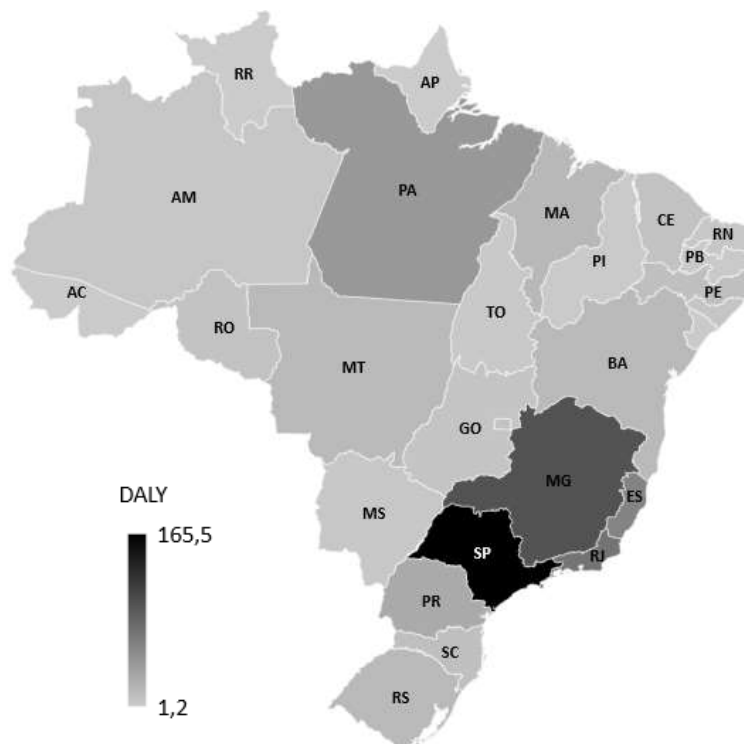 RR
AP
AM
PA
MA
CE
RN
PB
PI
PE
AC
TO
RO
BA
MT
GO
MG
DALY
ES
MS
165,5
SP
RJ
PR
SC
RS
1,2